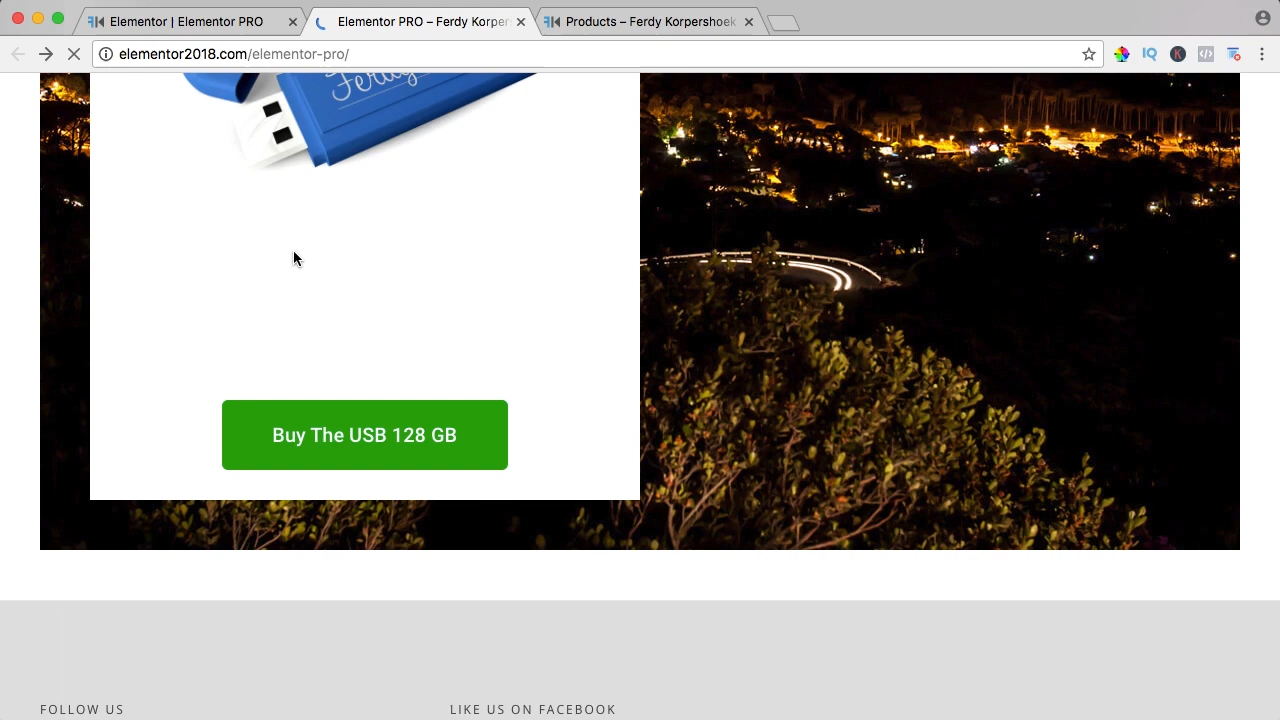 Elementor | Elementor PRO
Elementor PRO – Ferdy Korper
Products – Ferdy Korpershoek
elementor2018.com/elementor-pro/
Ferdy
Buy The USB 128 GB
FOLLOW US
LIKE US ON FACEBOOK